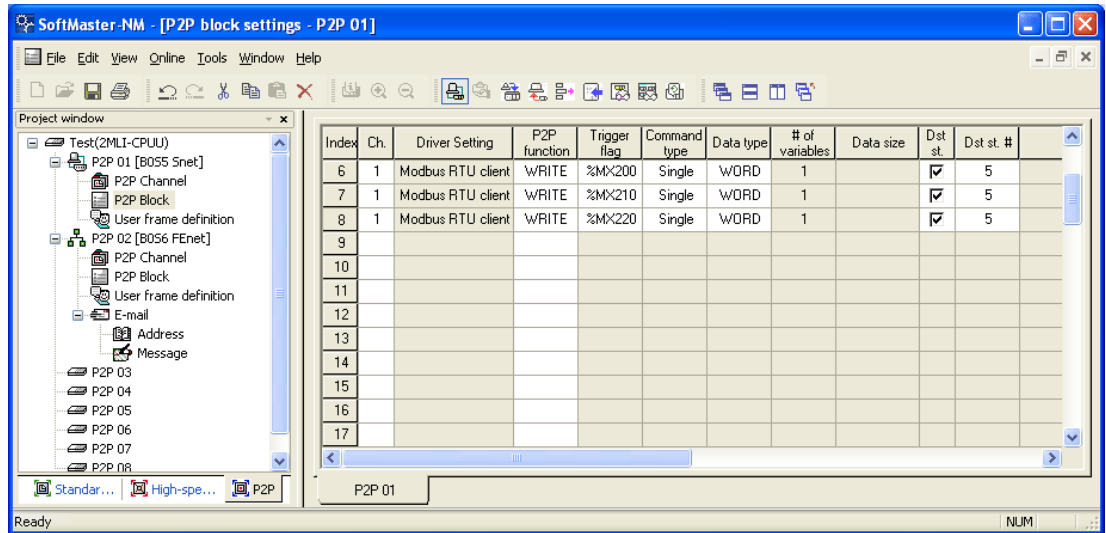 SoftMaster-NM - [P2P block settings - P2P 01]
File Edit View Online Tools Window Help
Project window
Test(2MLI-CPUU)
P2P 01 [B0S5 Snet]
P2P Channel
P2P Block
User frame definition
P2P 02 [B0S6 FEnet]
P2P Channel
P2P Block
User frame definition
E-mail
Address
Message
P2P 03
P2P 04
P2P 05
P2P 06
P2P 07
P2P 08
Standar... High-spe... P2P
Index Ch. Driver Setting P2P function Trigger flag Command type Data type # of variables Data size Dst st. Dst st. #
6 1 Modbus RTU client WRITE %MX200 Single WORD 1 5
7 1 Modbus RTU client WRITE %MX210 Single WORD 1 5
8 1 Modbus RTU client WRITE %MX220 Single WORD 1 5
9
10
11
12
13
14
15
16
17
P2P 01
Ready NUM